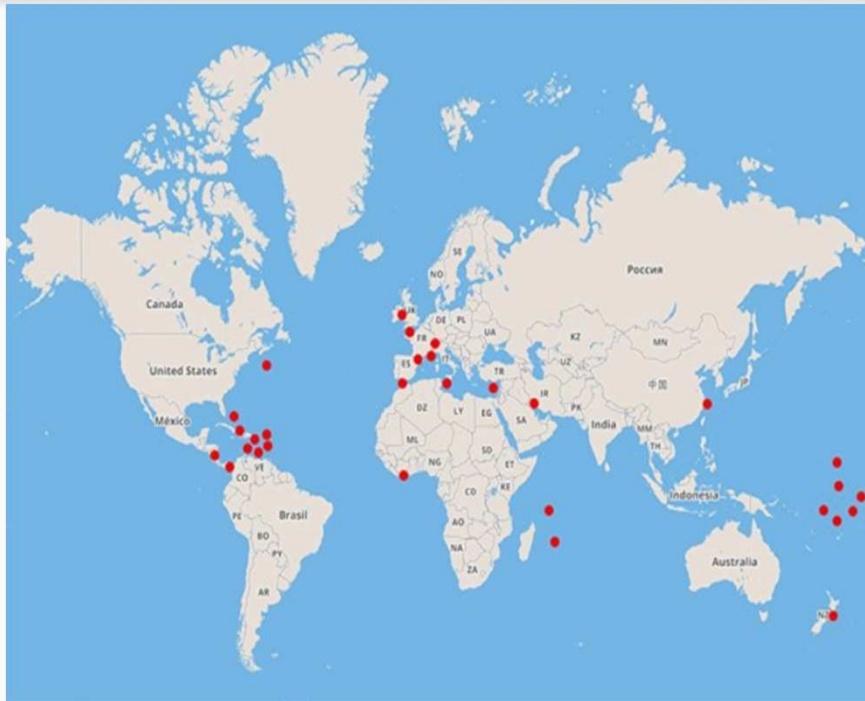 SE
NO
Россия
Canada
UK
DE
PL
FR
UA
KZ
MN
United States
ES
IT
TR
UZ
中国
JP
México
DZ
LY
EG
SA
IR
PK
India
MM
TH
ML
NG
SD
ET
VE
CO
CD
KE
Indonesia
PE
Brasil
BO
PY
AO
NA
ZA
Australia
AR
NZ